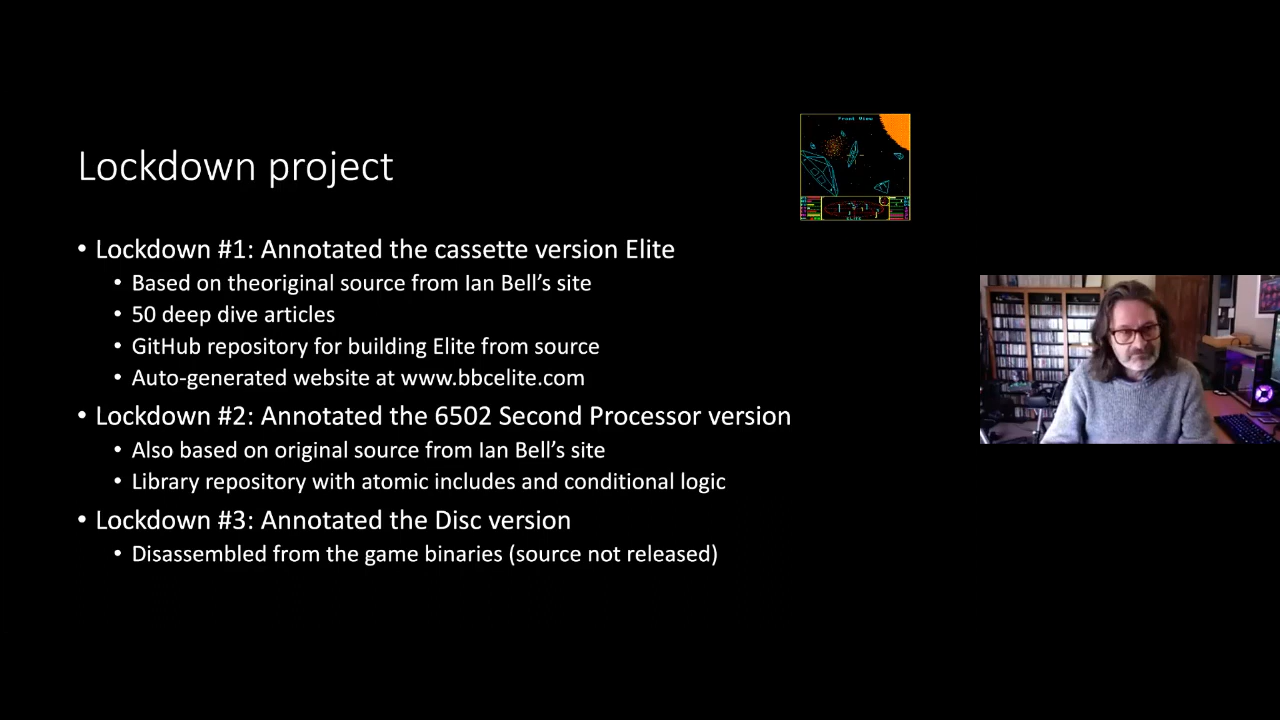 Front View
Lockdown project
• Lockdown #1: Annotated the cassette version Elite
• Based on theoriginal source from Ian Bell’s site
• 50 deep dive articles
• GitHub repository for building Elite from source
• Auto-generated website at www.bbcelite.com
• Lockdown #2: Annotated the 6502 Second Processor version
• Also based on original source from Ian Bell’s site
• Library repository with atomic includes and conditional logic
• Lockdown #3: Annotated the Disc version
• Disassembled from the game binaries (source not released)